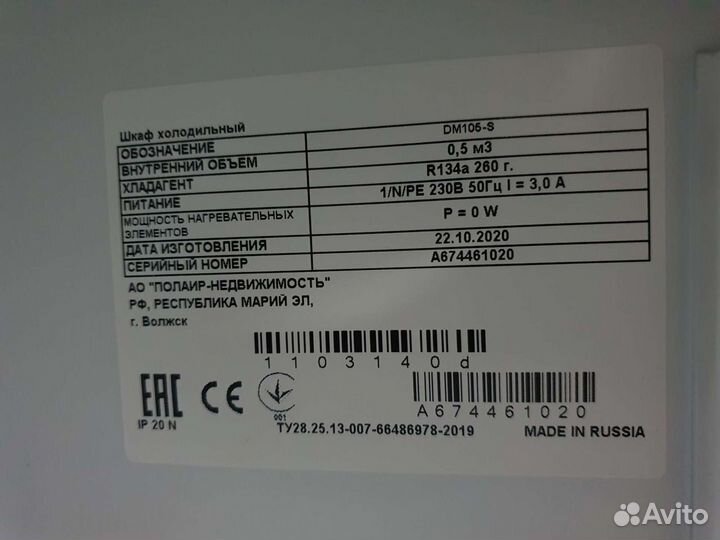 Шкаф холодильный
ОБОЗНАЧЕНИЕ DM105-S
ВНУТРЕННИЙ ОБЪЕМ 0,5 м3
ХЛАДАГЕНТ R134a 260 г.
ПИТАНИЕ 1/N/PE 230В 50Гц I = 3,0 А
МОЩНОСТЬ НАГРЕВАТЕЛЬНЫХ ЭЛЕМЕНТОВ P = 0 W
ДАТА ИЗГОТОВЛЕНИЯ 22.10.2020
СЕРИЙНЫЙ НОМЕР A674461020
АО "ПОЛАИР-НЕДВИЖИМОСТЬ"
РФ, РЕСПУБЛИКА МАРИЙ ЭЛ,
г. Волжск
1103140d
A674461020
EAC CE 001
IP 20 N
ТУ28.25.13-007-66486978-2019
MADE IN RUSSIA
Avito